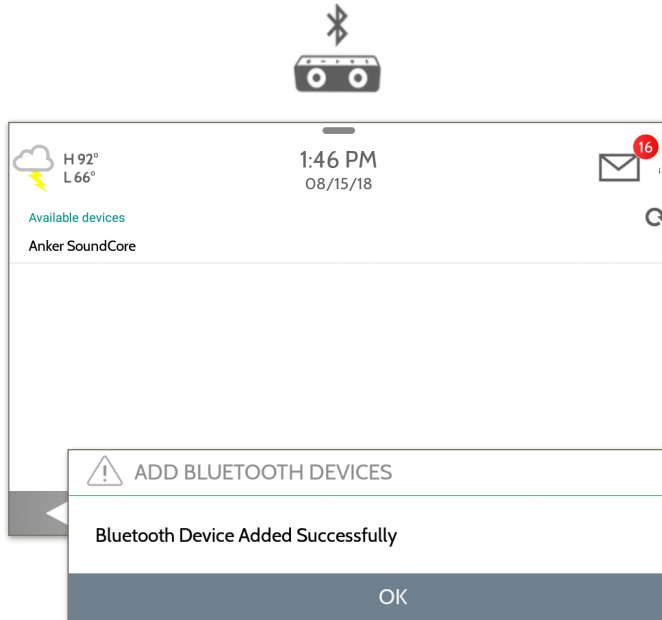 H 92°
L 66°
1:46 PM
08/15/18
16
Available devices
Anker SoundCore
ADD BLUETOOTH DEVICES
Bluetooth Device Added Successfully
OK